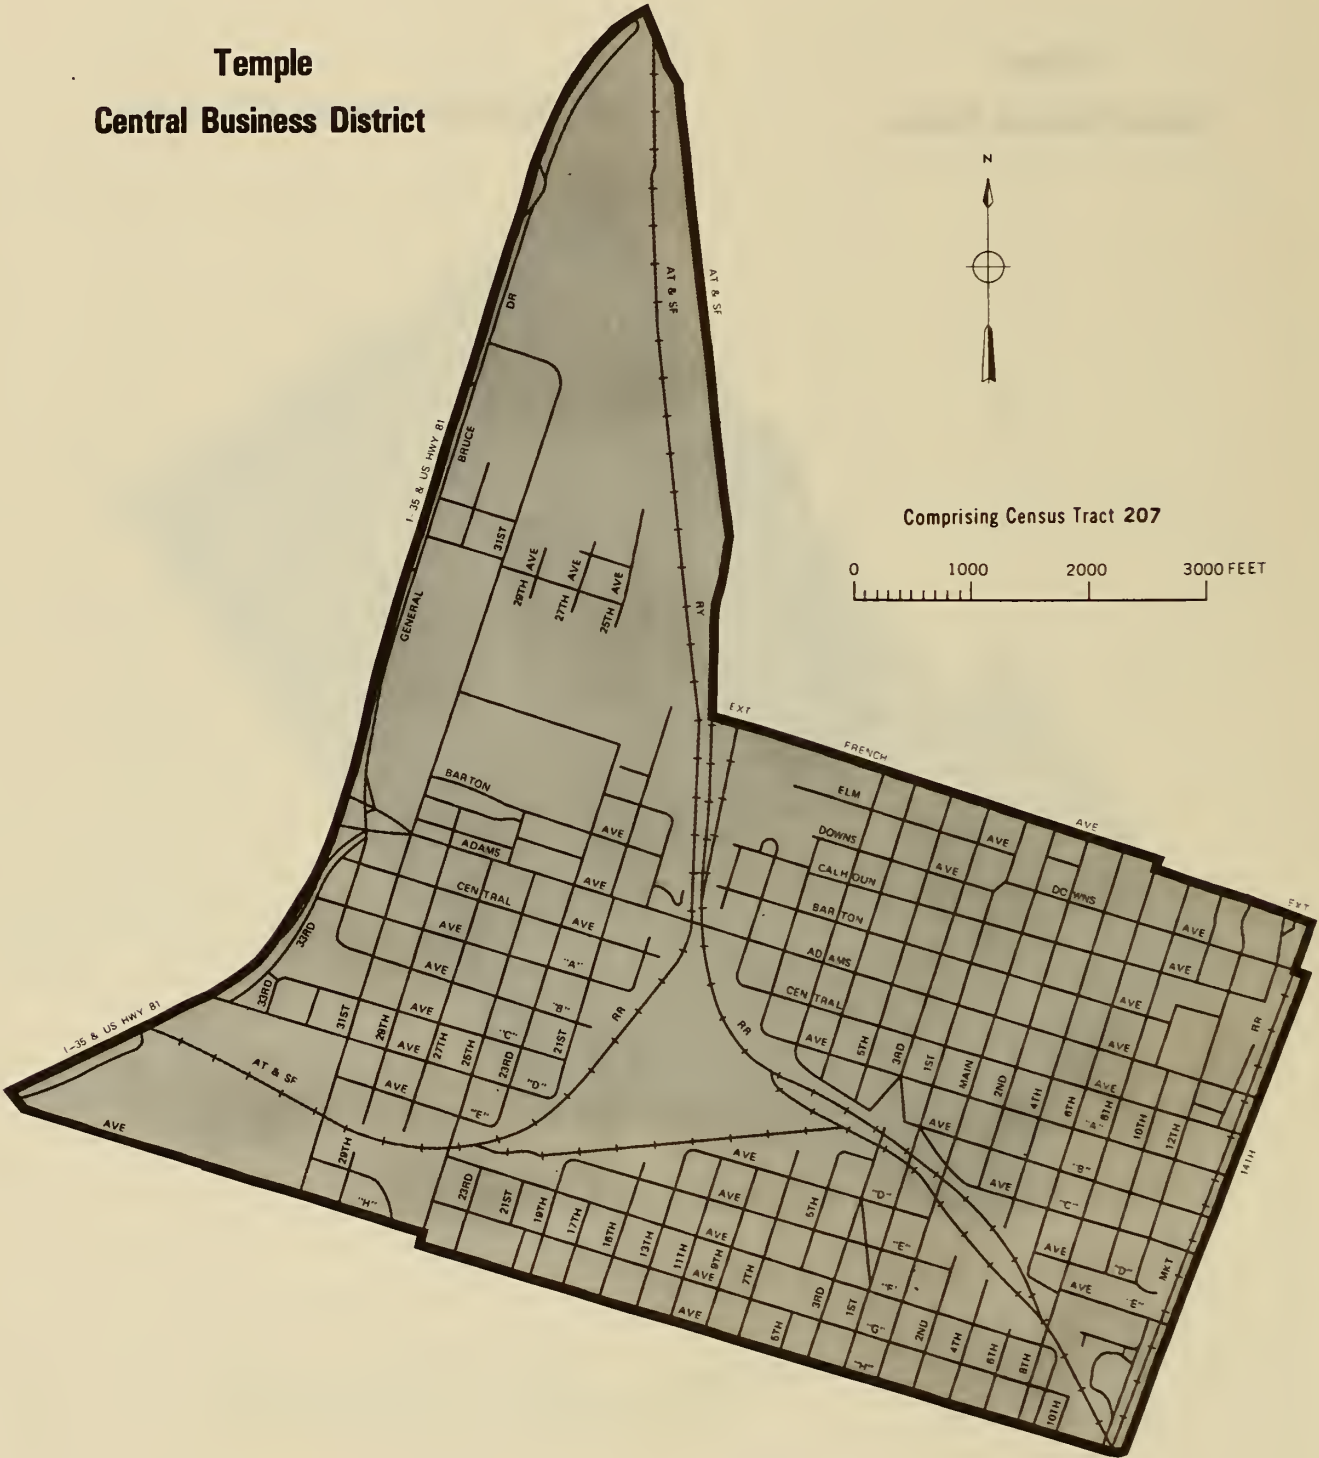 Temple
Central Business District
N
Comprising Census Tract 207
0 1000 2000 3000 FEET
AT & SF
AT & SF
RY
DR
BRUCE
GENERAL
I-35 & US HWY 81
31ST
29TH AVE
27TH AVE
25TH AVE
EXT
FRENCH
AVE
EXT
BARTON
AVE
ADAMS
AVE
CENTRAL
AVE
AVE
"A"
AVE
"B"
AVE
"C"
AVE
"D"
AVE
"E"
33RD
33RD
31ST
29TH
27TH
25TH
23RD
21ST
RR
I-35 & US HWY 81
AT & SF
AVE
29TH
"H"
ELM
AVE
DOWNS
AVE
DOWNS
AVE
CALHOUN
AVE
BARTON
AVE
ADAMS
AVE
CENTRAL
AVE
RR
5TH
3RD
1ST
MAIN
2ND
4TH
6TH
8TH
10TH
12TH
14TH
RR
AVE
"A"
"B"
AVE
"C"
AVE
"D"
AVE
"E"
MKT
23RD
21ST
19TH
17TH
15TH
13TH
11TH
9TH
7TH
5TH
AVE
"D"
AVE
"E"
AVE
"F"
AVE
"G"
AVE
"H"
5TH
3RD
1ST
2ND
4TH
6TH
8TH
10TH